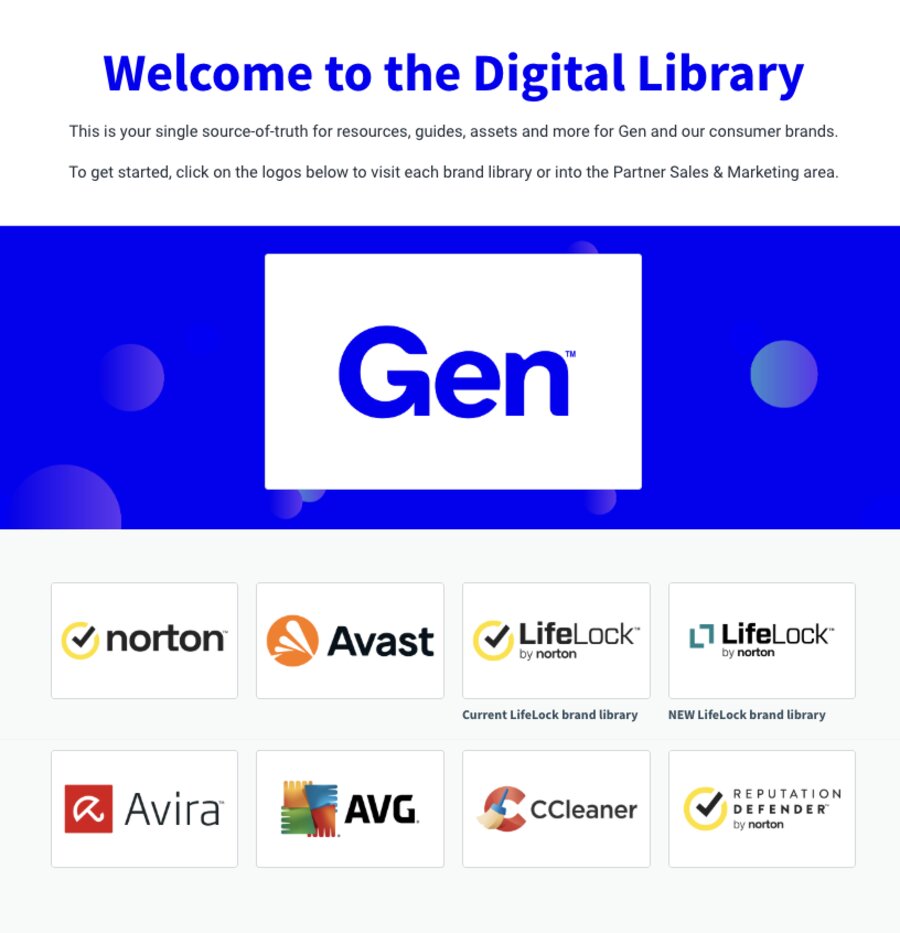 Welcome to the Digital Library
This is your single source-of-truth for resources, guides, assets and more for Gen and our consumer brands.
To get started, click on the logos below to visit each brand library or into the Partner Sales & Marketing area.
Gen™
norton™
Avast
LifeLock™
by norton
LifeLock™
by norton
Current LifeLock brand library
NEW LifeLock brand library
Avira™
AVG.
CCleaner
REPUTATION
DEFENDER™
by norton